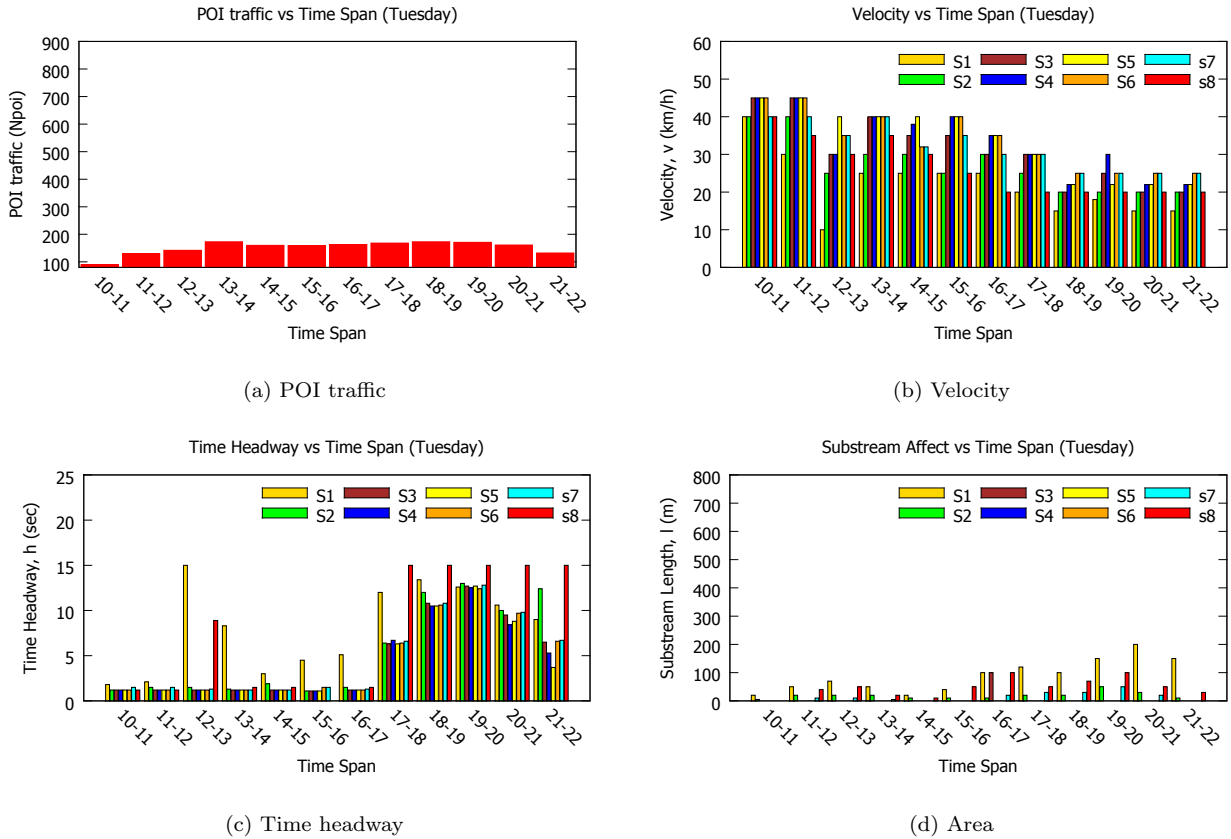 POI traffic vs Time Span (Tuesday)
900
800
700
600
500
400
300
200
100
POI traffic (Npoi)
10-11 11-12 12-13 13-14 14-15 15-16 16-17 17-18 18-19 19-20 20-21 21-22
Time Span
(a) POI traffic
Velocity vs Time Span (Tuesday)
60
50
40
30
20
10
0
Velocity, v (km/h)
S1 S3 S5 s7
S2 S4 S6 s8
10-11 11-12 12-13 13-14 14-15 15-16 16-17 17-18 18-19 19-20 20-21 21-22
Time Span
(b) Velocity
Time Headway vs Time Span (Tuesday)
25
20
15
10
5
0
Time Headway, h (sec)
S1 S3 S5 s7
S2 S4 S6 s8
10-11 11-12 12-13 13-14 14-15 15-16 16-17 17-18 18-19 19-20 20-21 21-22
Time Span
(c) Time headway
Substream Affect vs Time Span (Tuesday)
800
700
600
500
400
300
200
100
0
Substream Length, l (m)
S1 S3 S5 s7
S2 S4 S6 s8
10-11 11-12 12-13 13-14 14-15 15-16 16-17 17-18 18-19 19-20 20-21 21-22
Time Span
(d) Area